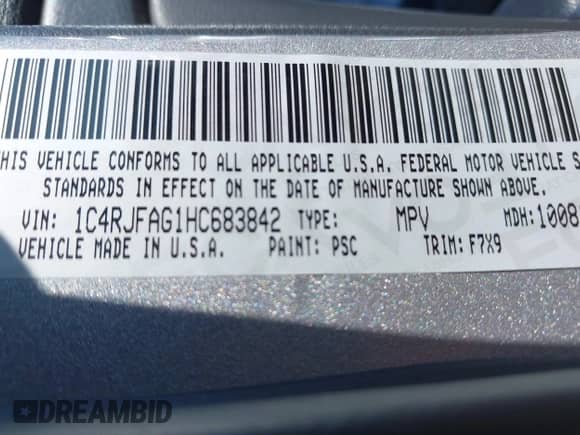 THIS VEHICLE CONFORMS TO ALL APPLICABLE U.S.A. FEDERAL MOTOR VEHICLE S
STANDARDS IN EFFECT ON THE DATE OF MANUFACTURE SHOWN ABOVE.
VIN: 1C4RJFAG1HC683842 TYPE: MPV MDH:1008
VEHICLE MADE IN U.S.A. PAINT: PSC TRIM: F7X9
DREAMBID